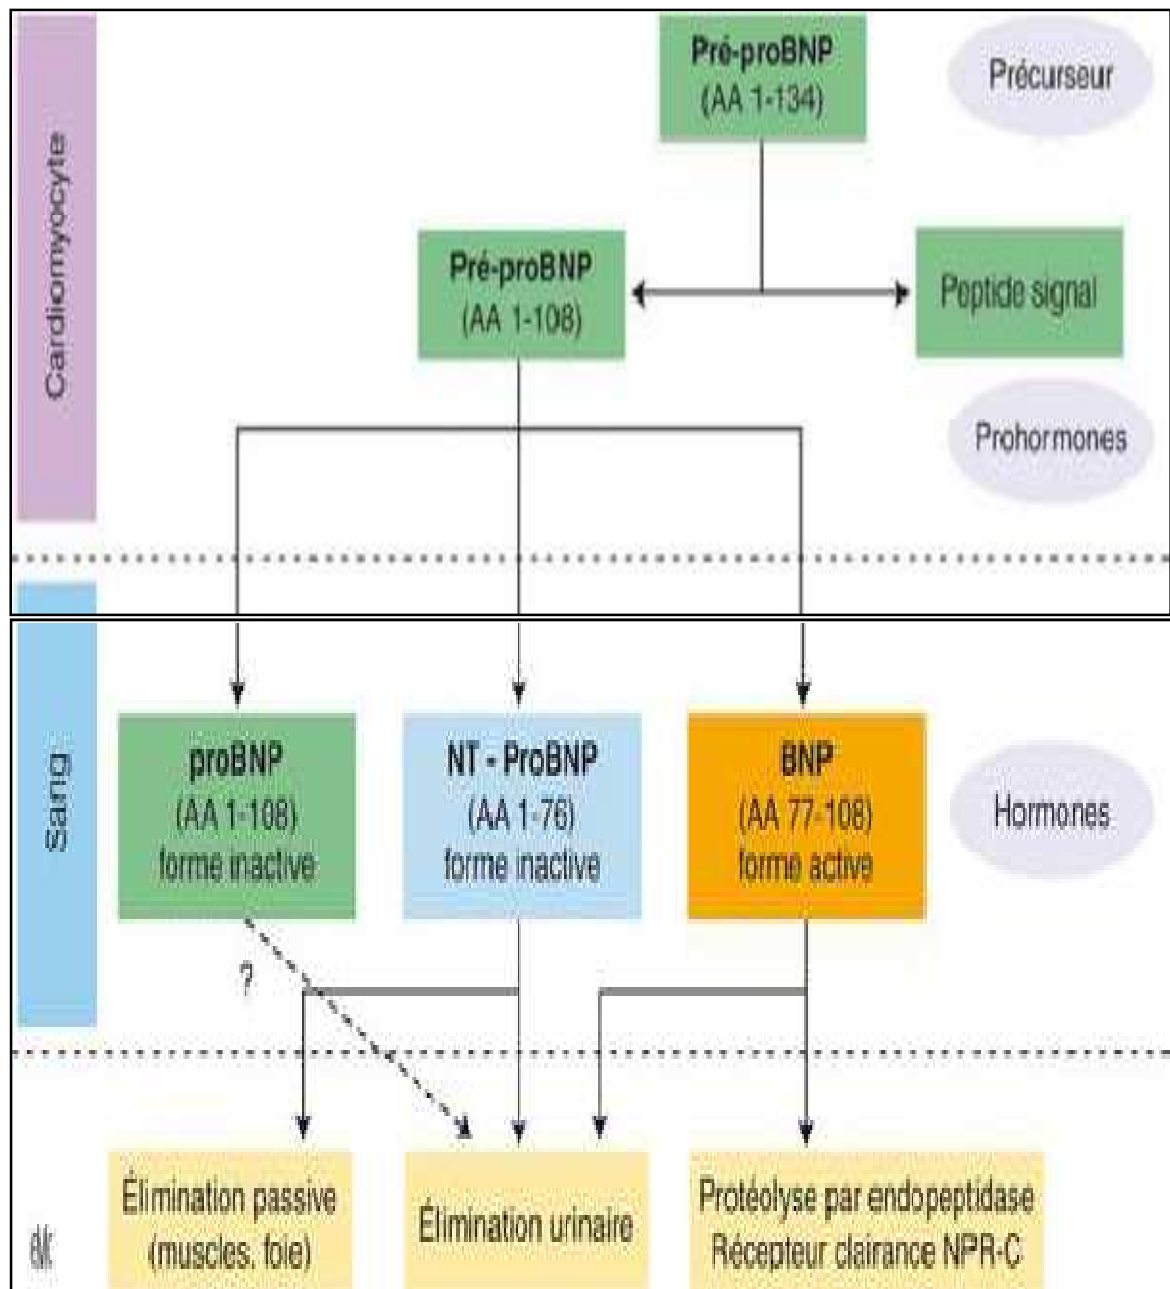 Cardiomyocyte
Pré-proBNP
(AA 1-134)
Précurseur
Pré-proBNP
(AA 1-108)
Peptide signal
Prohormones
Sang
proBNP
(AA 1-108)
forme inactive
NT - ProBNP
(AA 1-76)
forme inactive
BNP
(AA 77-108)
forme active
Hormones
?
Élimination passive
(muscles, foie)
Élimination urinaire
Protéolyse par endopeptidase
Récepteur clairance NPR-C